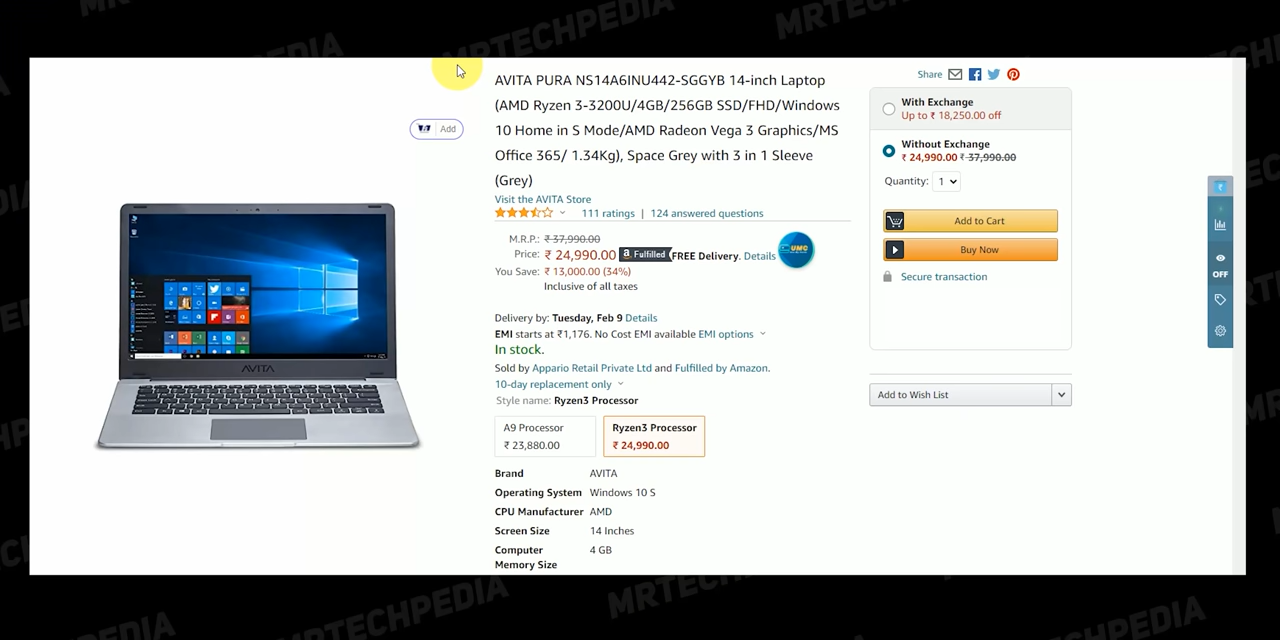 MRTECHPEDIA
MRTECHPEDIA
AVITA PURA NS14A6INU442-SGGYB 14-inch Laptop
(AMD Ryzen 3-3200U/4GB/256GB SSD/FHD/Windows
10 Home in S Mode/AMD Radeon Vega 3 Graphics/MS
Office 365/ 1.34Kg), Space Grey with 3 in 1 Sleeve
(Grey)
Visit the AVITA Store
111 ratings | 124 answered questions
M.R.P.: ₹ 37,990.00
Price: ₹ 24,990.00 a Fulfilled FREE Delivery. Details
UMC
You Save: ₹ 13,000.00 (34%)
Inclusive of all taxes
Delivery by: Tuesday, Feb 9 Details
EMI starts at ₹1,176. No Cost EMI available EMI options
In stock.
Sold by Appario Retail Private Ltd and Fulfilled by Amazon.
10-day replacement only
Style name: Ryzen3 Processor
A9 Processor
₹ 23,880.00
Ryzen3 Processor
₹ 24,990.00
Brand AVITA
Operating System Windows 10 S
CPU Manufacturer AMD
Screen Size 14 Inches
Computer
Memory Size
4 GB
Add
AVITA
Share
With Exchange
Up to ₹ 18,250.00 off
Without Exchange
₹ 24,990.00 ₹ 37,990.00
Quantity: 1
Add to Cart
Buy Now
Secure transaction
Add to Wish List
OFF
MRTECHPEDIA
MRTECHPEDIA
MRTECHPEDIA
MRTECHPEDIA